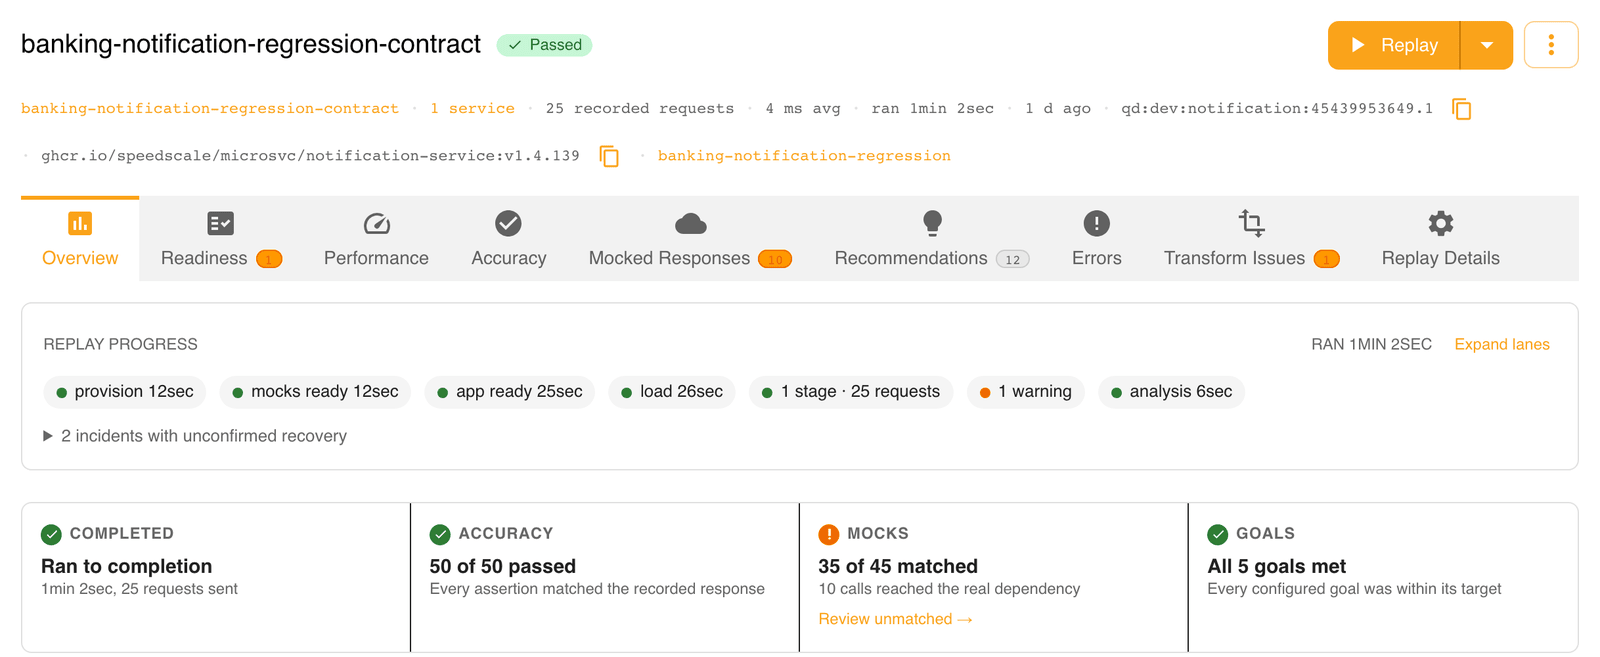 banking-notification-regression-contract Passed Replay
banking-notification-regression-contract · 1 service · 25 recorded requests · 4 ms avg · ran 1min 2sec · 1 d ago · qd:dev:notification:45439953649.1
· ghcr.io/speedscale/microsvc/notification-service:v1.4.139 · banking-notification-regression
Overview Readiness 1 Performance Accuracy Mocked Responses 10 Recommendations 12 Errors Transform Issues 1 Replay Details
REPLAY PROGRESS RAN 1MIN 2SEC Expand lanes
provision 12sec mocks ready 12sec app ready 25sec load 26sec 1 stage · 25 requests 1 warning analysis 6sec
2 incidents with unconfirmed recovery
COMPLETED
Ran to completion
1min 2sec, 25 requests sent
ACCURACY
50 of 50 passed
Every assertion matched the recorded response
MOCKS
35 of 45 matched
10 calls reached the real dependency
Review unmatched →
GOALS
All 5 goals met
Every configured goal was within its target